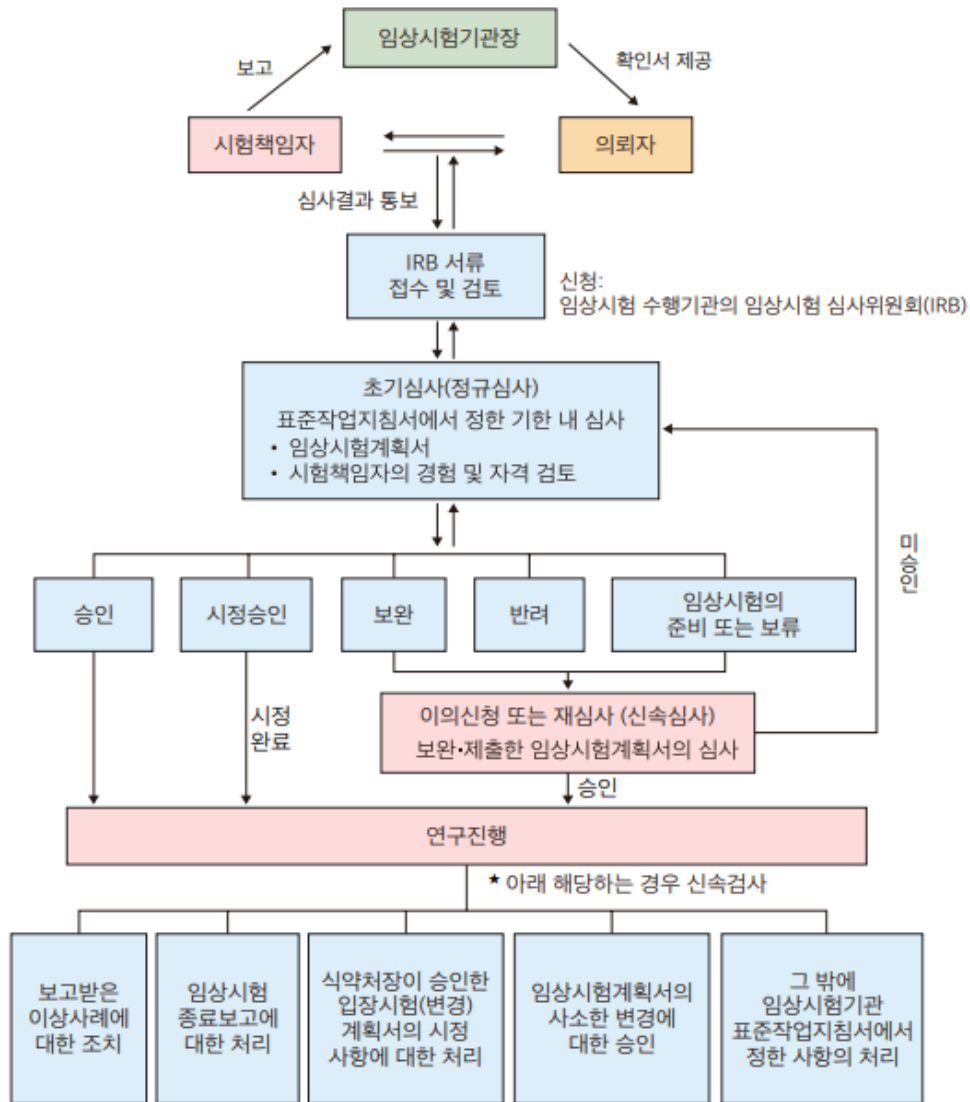 임상시험기관장
보고
확인서 제공
시험책임자
의뢰자
심사결과 통보
IRB 서류
접수 및 검토
신청:
임상시험 수행기관의 임상시험 심사위원회(IRB)
초기심사(정규심사)
표준작업지침서에서 정한 기한 내 심사
• 임상시험계획서
• 시험책임자의 경험 및 자격 검토
미승인
승인
시정승인
보완
반려
임상시험의
준비 또는 보류
시정
완료
이의신청 또는 재심사 (신속심사)
보완•제출한 임상시험계획서의 심사
승인
연구진행
★ 아래 해당하는 경우 신속검사
보고받은
이상사례에
대한 조치
임상시험
종료보고에
대한 처리
식약처장이 승인한
입장시험(변경)
계획서의 시정
사항에 대한 처리
임상시험계획서의
사소한 변경에
대한 승인
그 밖에
임상시험기관
표준작업지침서에서
정한 사항의 처리